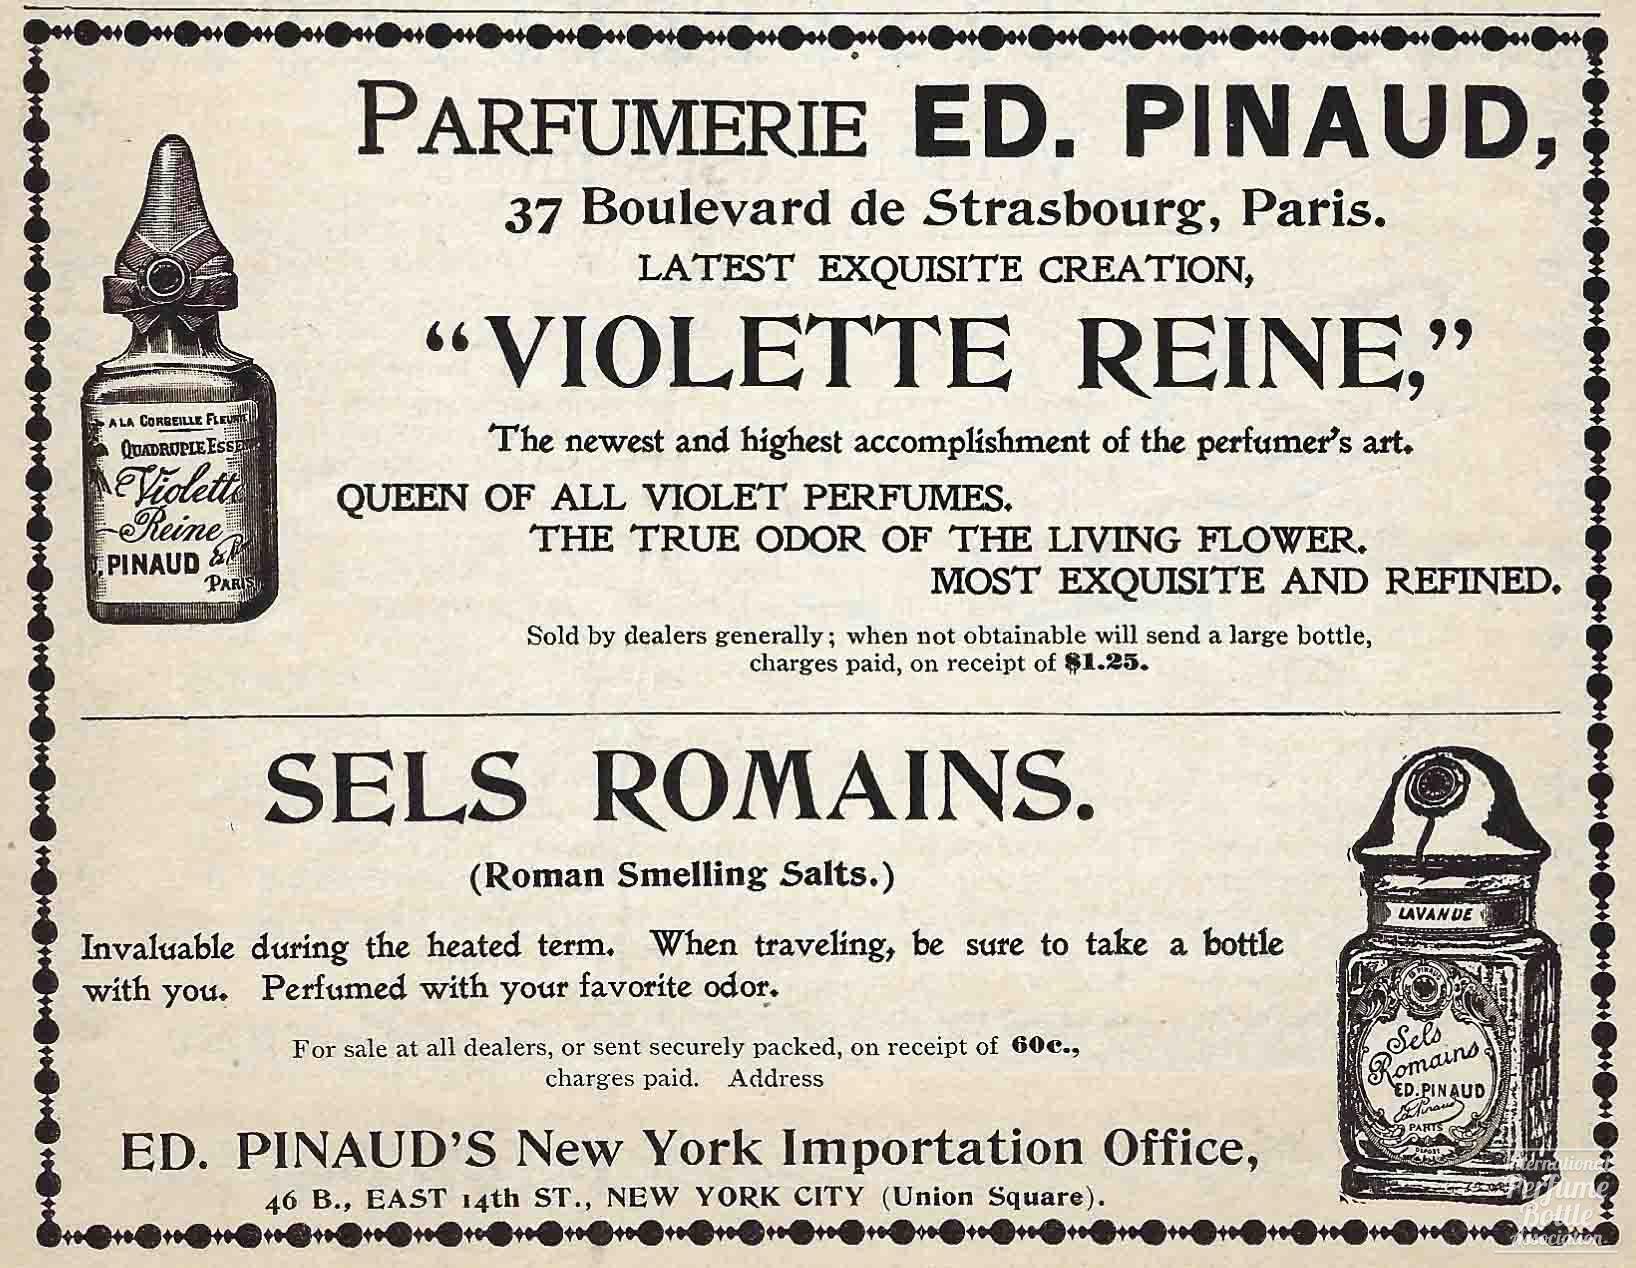 PARFUMERIE ED. PINAUD,
37 Boulevard de Strasbourg, Paris.
LATEST EXQUISITE CREATION,
“VIOLETTE REINE,”
The newest and highest accomplishment of the perfumer's art.
QUEEN OF ALL VIOLET PERFUMES.
THE TRUE ODOR OF THE LIVING FLOWER.
MOST EXQUISITE AND REFINED.
Sold by dealers generally; when not obtainable will send a large bottle,
charges paid, on receipt of $1.25.
A LA CORBEILLE FLEURI
QUADRUPLE ESSE
Violette
Reine
PINAUD &
PARIS
SELS ROMAINS.
(Roman Smelling Salts.)
Invaluable during the heated term. When traveling, be sure to take a bottle
with you. Perfumed with your favorite odor.
For sale at all dealers, or sent securely packed, on receipt of 60c.,
charges paid. Address
ED. PINAUD'S New York Importation Office,
46 B., EAST 14th ST., NEW YORK CITY (Union Square).
LAVANDE
ED PINAUD
Sels
Romains
ED. PINAUD
Ed. Pinaud
PARIS
DEPOSE
International
Perfume
Bottle
Association